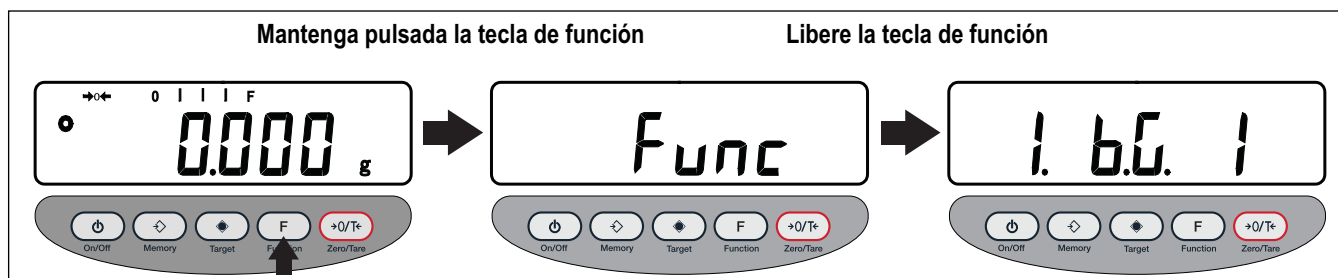 Mantenga pulsada la tecla de función Libere la tecla de función
→0← 0 F
0.000 g
Func
1. b.G. 1
F →0/T←
On/Off Memory Target Function Zero/Tare
F →0/T←
On/Off Memory Target Function Zero/Tare
F →0/T←
On/Off Memory Target Function Zero/Tare